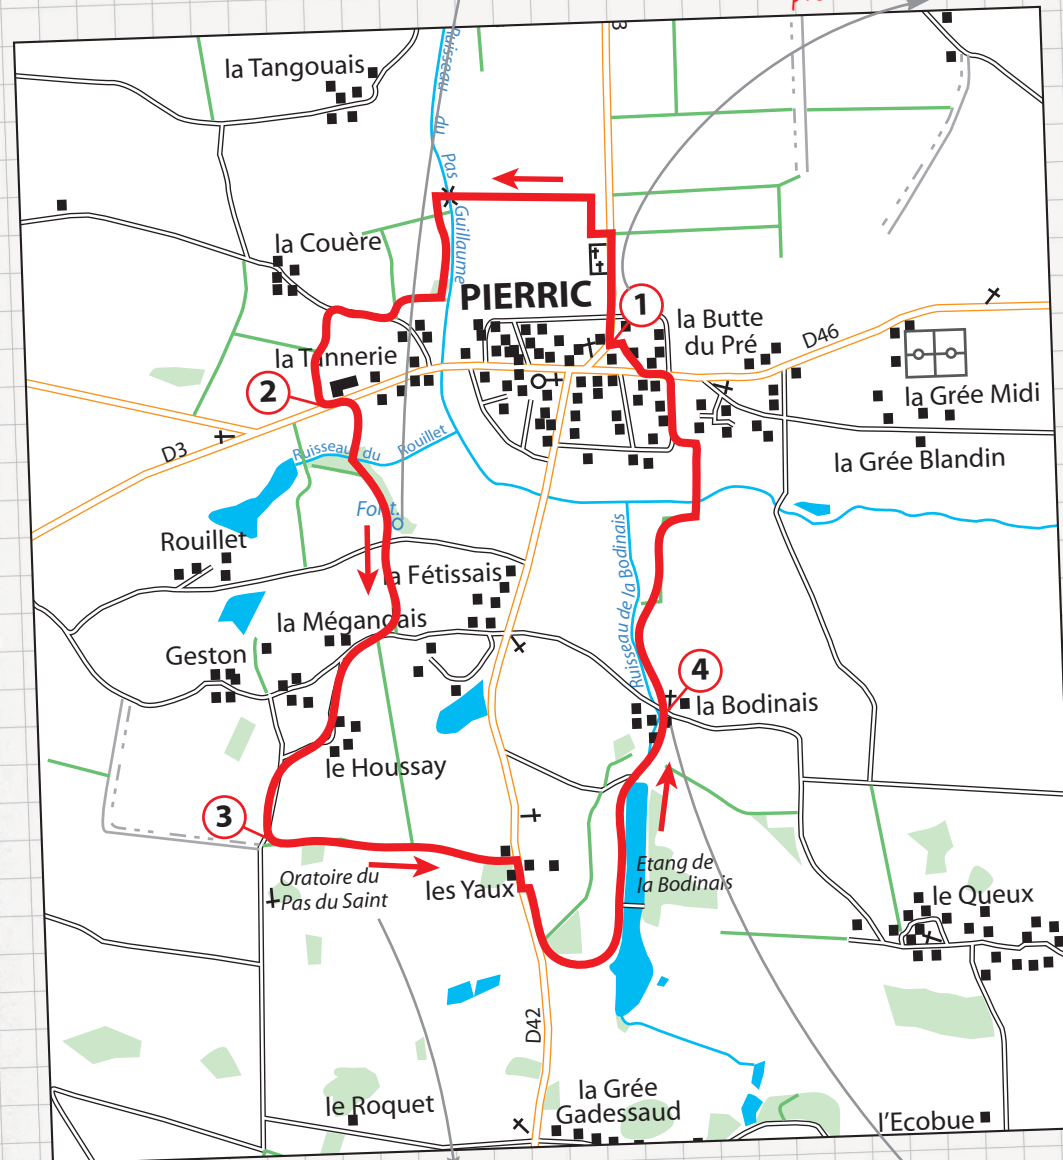 la Tangouais
Ruisseau du Pas Guillaume
la Couère
PIERRIC
1
la Butte
du Pré
D46
la Tannerie
2
la Grée Midi
D3
Ruisseau du Rouillet
la Grée Blandin
Font.
Rouillet
la Fétissais
Ruisseau de la Bodinais
la Mégandais
Geston
4
la Bodinais
le Houssay
3
Etang de
la Bodinais
Oratoire du
Pas du Saint
les Yaux
le Queux
D42
la Grée
Gadessaud
le Roquet
l'Ecobue